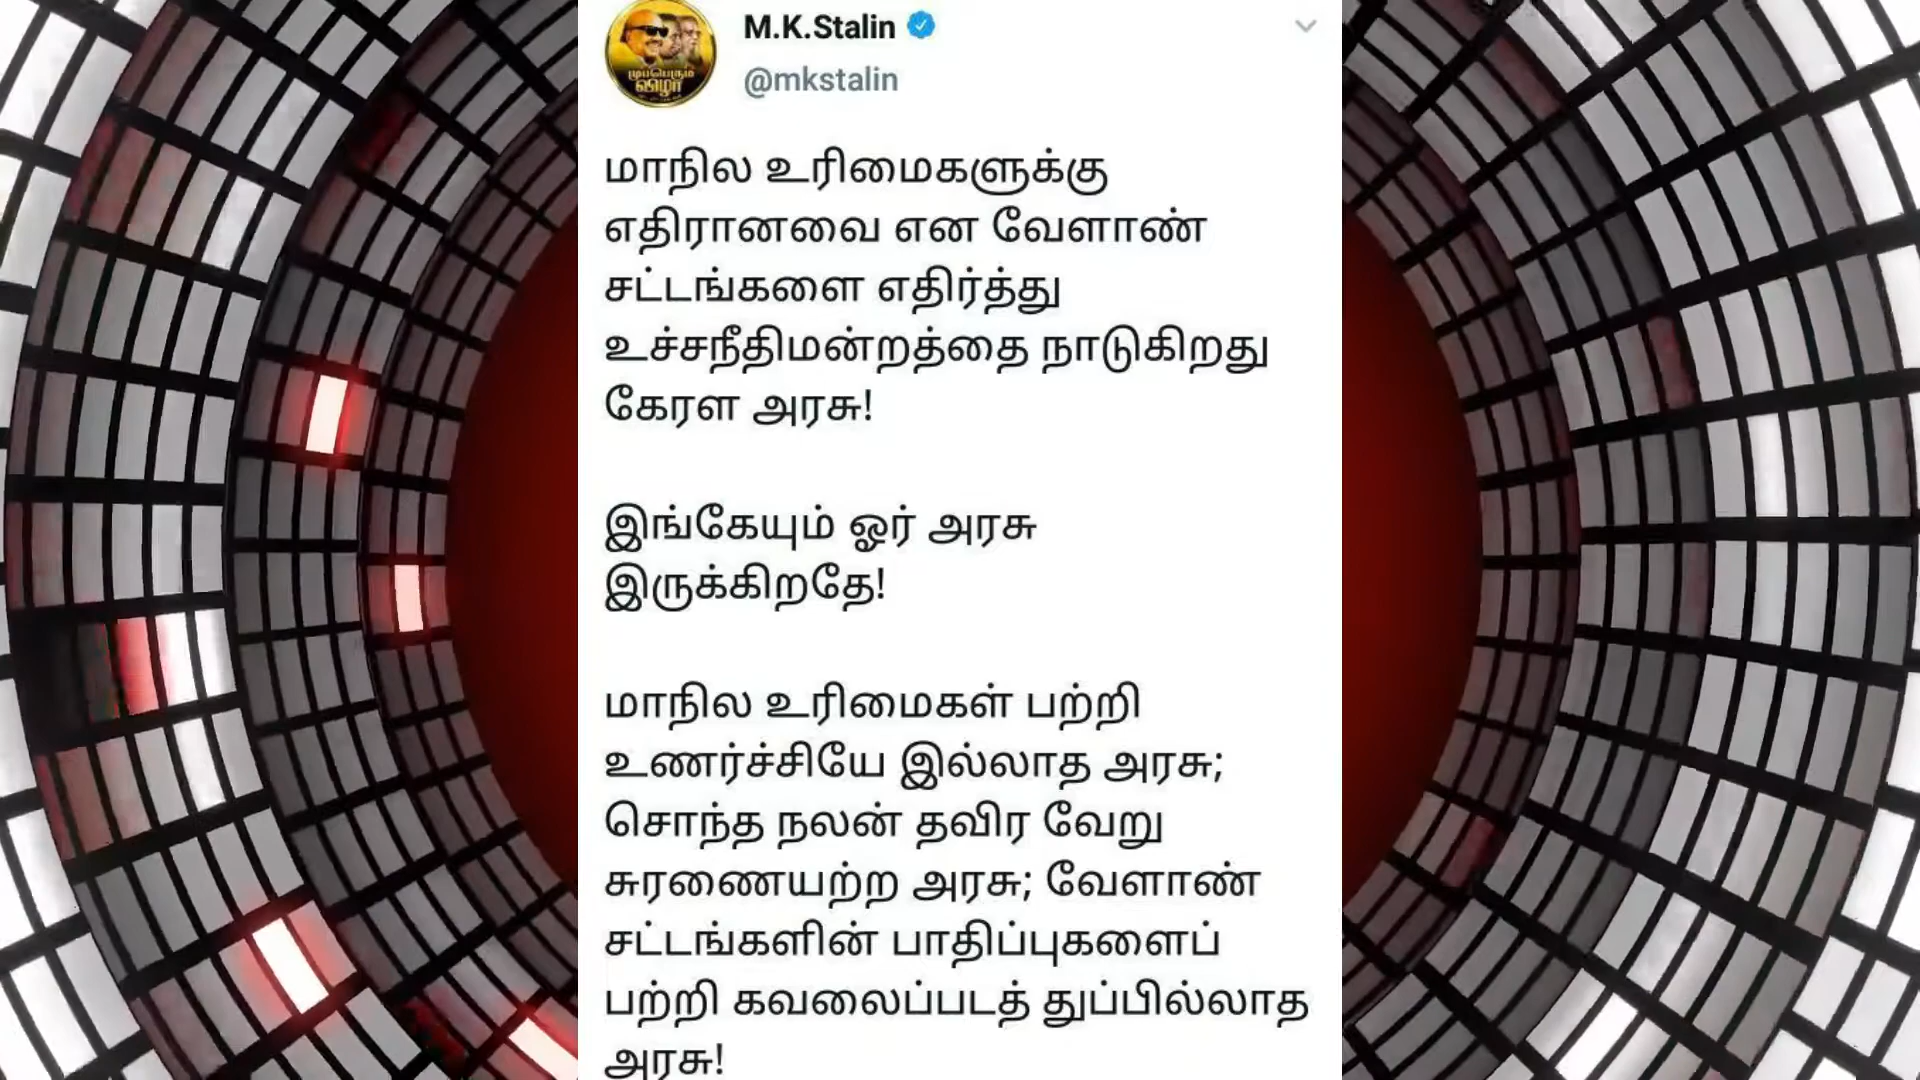 M.K.Stalin
@mkstalin
முப்பெரும்
விழா
மாநில உரிமைகளுக்கு
எதிரானவை என வேளாண்
சட்டங்களை எதிர்த்து
உச்சநீதிமன்றத்தை நாடுகிறது
கேரள அரசு!
இங்கேயும் ஓர் அரசு
இருக்கிறதே!
மாநில உரிமைகள் பற்றி
உணர்ச்சியே இல்லாத அரசு;
சொந்த நலன் தவிர வேறு
சுரணையற்ற அரசு; வேளாண்
சட்டங்களின் பாதிப்புகளைப்
பற்றி கவலைப்படத் துப்பில்லாத
அரசு!